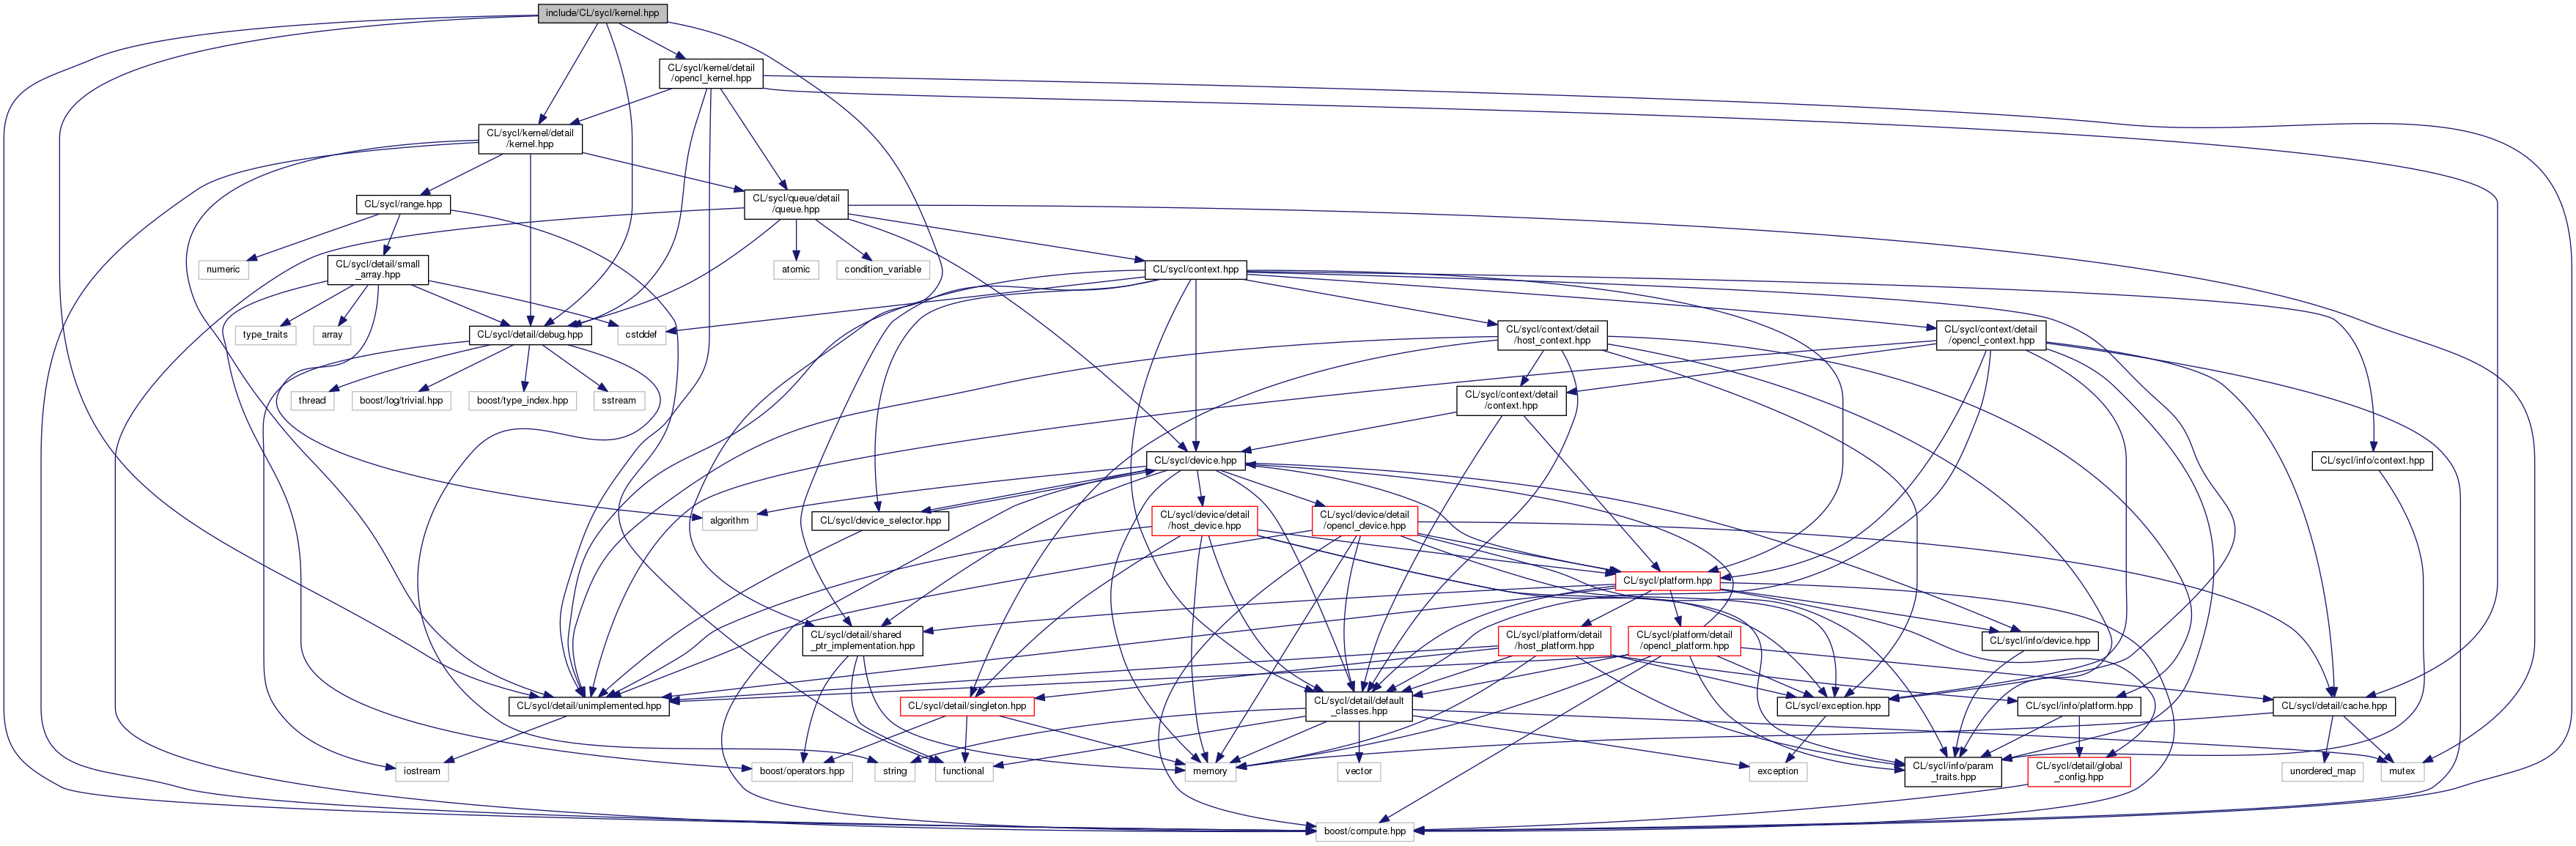 include/CL/sycl/kernel.hpp
CL/sycl/kernel/detail
/opencl_kernel.hpp
CL/sycl/kernel/detail
/kernel.hpp
CL/sycl/range.hpp
CL/sycl/queue/detail
/queue.hpp
numeric
CL/sycl/detail/small
_array.hpp
atomic
condition_variable
CL/sycl/context.hpp
type_traits
array
CL/sycl/detail/debug.hpp
cstddef
CL/sycl/context/detail
/host_context.hpp
CL/sycl/context/detail
/opencl_context.hpp
thread
boost/log/trivial.hpp
boost/type_index.hpp
sstream
CL/sycl/context/detail
/context.hpp
CL/sycl/device.hpp
CL/sycl/info/context.hpp
algorithm
CL/sycl/device_selector.hpp
CL/sycl/device/detail
/host_device.hpp
CL/sycl/device/detail
/opencl_device.hpp
CL/sycl/platform.hpp
CL/sycl/detail/shared
_ptr_implementation.hpp
CL/sycl/platform/detail
/host_platform.hpp
CL/sycl/platform/detail
/opencl_platform.hpp
CL/sycl/info/device.hpp
CL/sycl/detail/unimplemented.hpp
CL/sycl/detail/singleton.hpp
CL/sycl/detail/default
_classes.hpp
CL/sycl/exception.hpp
CL/sycl/info/platform.hpp
CL/sycl/detail/cache.hpp
iostream
boost/operators.hpp
string
functional
memory
vector
exception
CL/sycl/info/param
_traits.hpp
CL/sycl/detail/global
_config.hpp
unordered_map
mutex
boost/compute.hpp